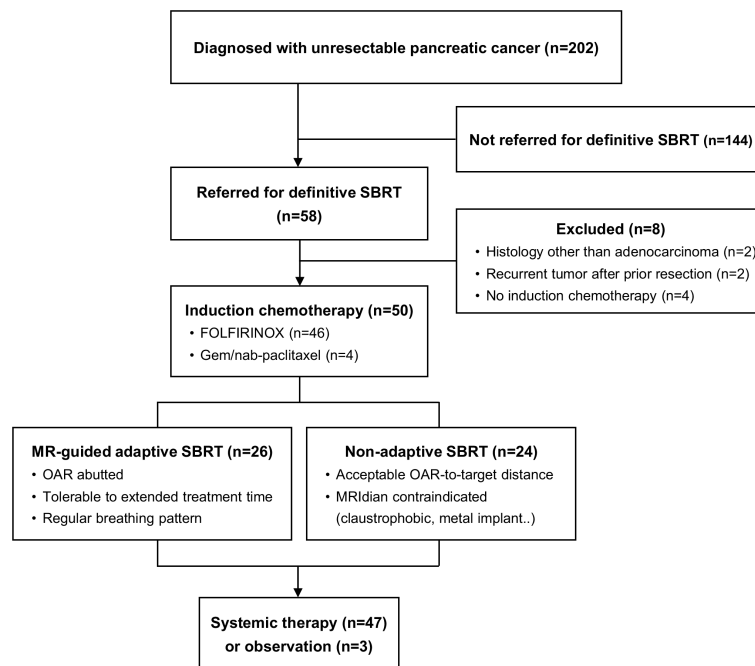 Diagnosed with unresectable pancreatic cancer (n=202)
Not referred for definitive SBRT (n=144)
Referred for definitive SBRT
(n=58)
Excluded (n=8)
• Histology other than adenocarcinoma (n=2)
• Recurrent tumor after prior resection (n=2)
• No induction chemotherapy (n=4)
Induction chemotherapy (n=50)
• FOLFIRINOX (n=46)
• Gem/nab-paclitaxel (n=4)
MR-guided adaptive SBRT (n=26)
• OAR abutted
• Tolerable to extended treatment time
• Regular breathing pattern
Non-adaptive SBRT (n=24)
• Acceptable OAR-to-target distance
• MRIdian contraindicated
(claustrophobic, metal implant..)
Systemic therapy (n=47)
or observation (n=3)